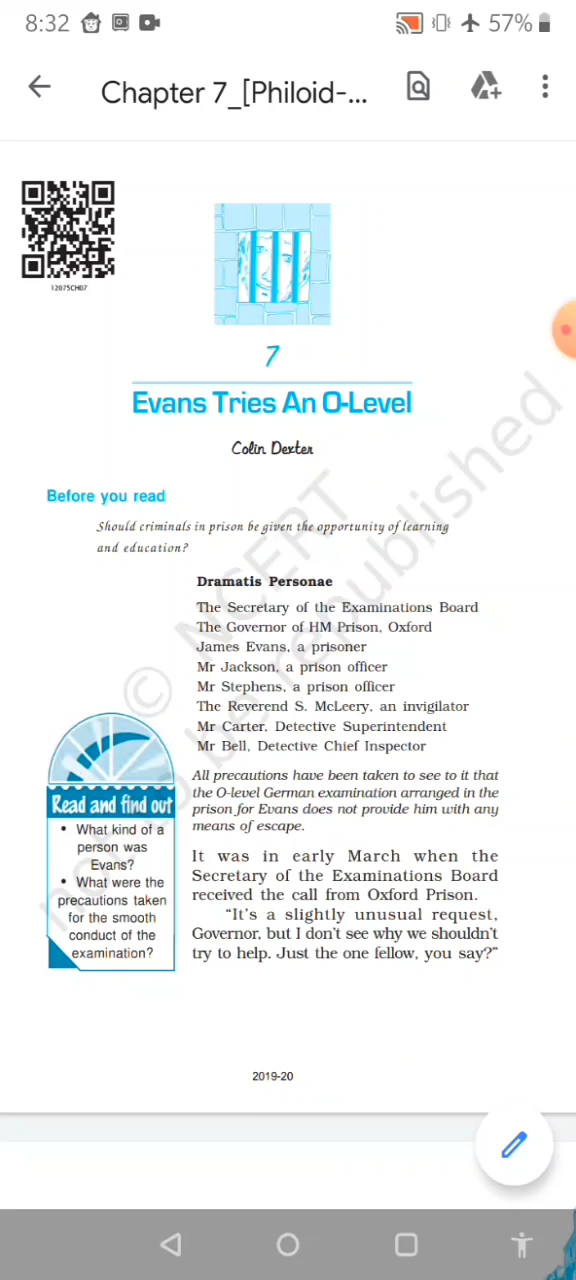 8:32
57%
Chapter 7_[Philoid-...
12075CH07
7
Evans Tries An O-Level
Colin Dexter
Before you read
Should criminals in prison be given the opportunity of learning
and education?
Dramatis Personae
The Secretary of the Examinations Board
The Governor of HM Prison, Oxford
James Evans, a prisoner
Mr Jackson, a prison officer
Mr Stephens, a prison officer
The Reverend S. McLeery, an invigilator
Mr Carter, Detective Superintendent
Mr Bell, Detective Chief Inspector
All precautions have been taken to see to it that
the O-level German examination arranged in the
prison for Evans does not provide him with any
means of escape.
Read and find out
• What kind of a
person was
Evans?
• What were the
precautions taken
for the smooth
conduct of the
examination?
It was in early March when the
Secretary of the Examinations Board
received the call from Oxford Prison.
“It's a slightly unusual request,
Governor, but I don't see why we shouldn't
try to help. Just the one fellow, you say?”
2019-20
© NCERT
not to be republished